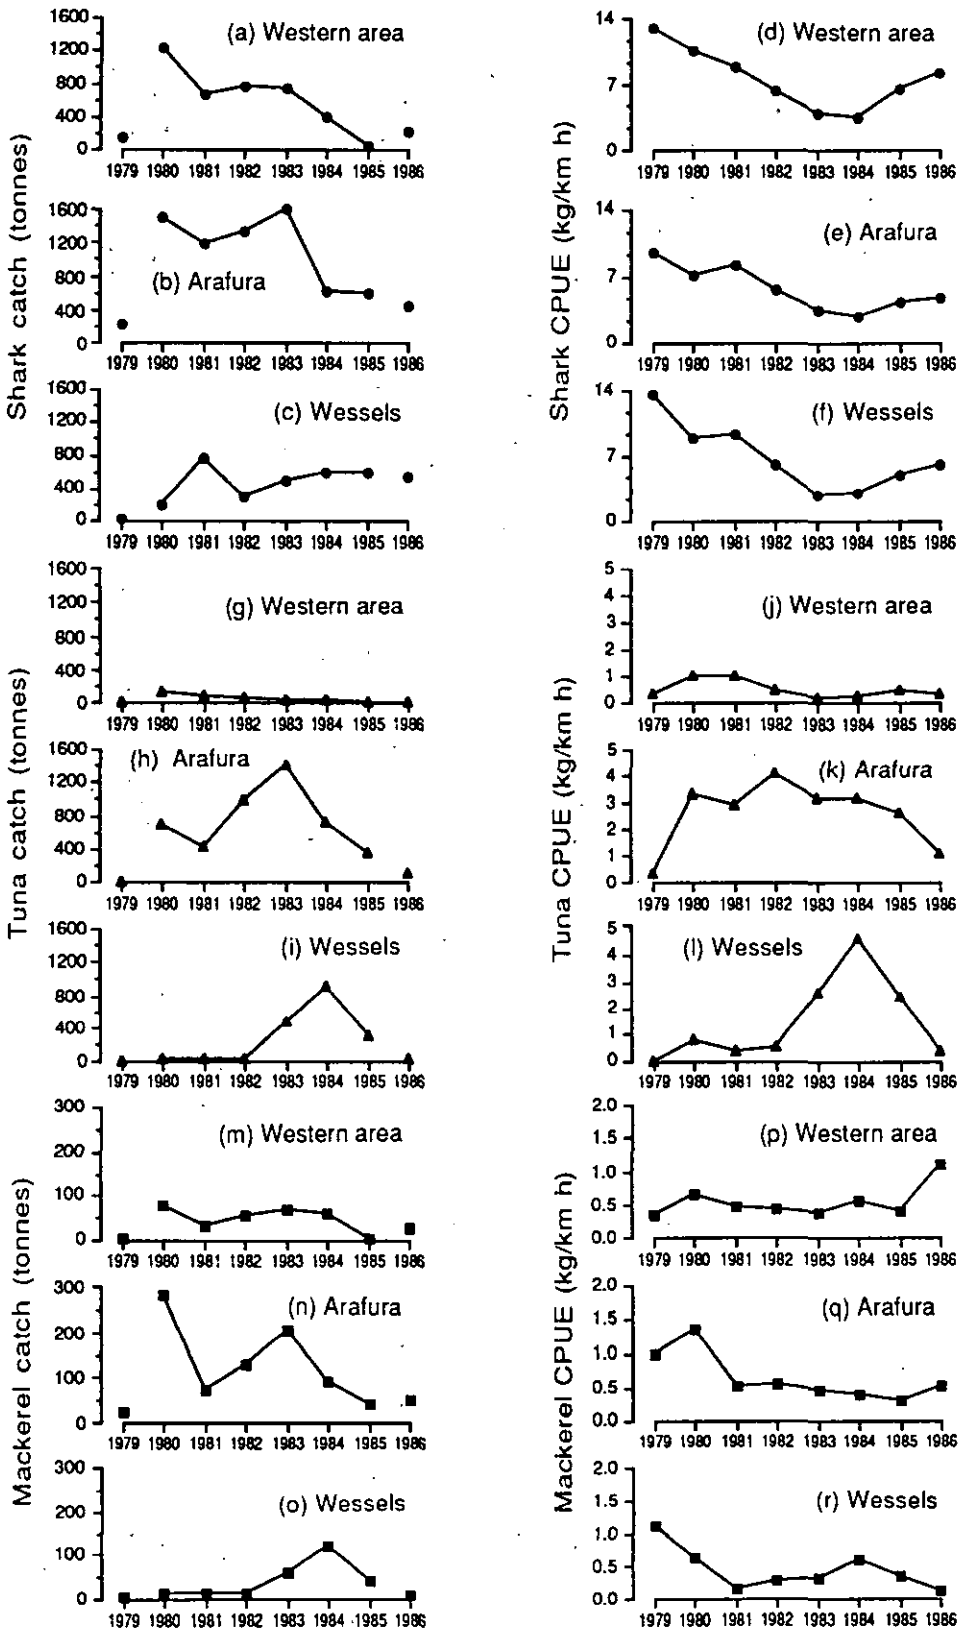 Shark catch (tonnes)
(a) Western area
1600
1200
800
400
0
1979 1980 1981 1982 1983 1984 1985 1986
(b) Arafura
1600
1200
800
400
0
1979 1980 1981 1982 1983 1984 1985 1986
(c) Wessels
1600
1200
800
400
0
1979 1980 1981 1982 1983 1984 1985 1986
Shark CPUE (kg/km h)
(d) Western area
14
7
0
1979 1980 1981 1982 1983 1984 1985 1986
(e) Arafura
14
7
0
1979 1980 1981 1982 1983 1984 1985 1986
(f) Wessels
14
7
0
1979 1980 1981 1982 1983 1984 1985 1986
Tuna catch (tonnes)
(g) Western area
1600
1200
800
400
0
1979 1980 1981 1982 1983 1984 1985 1986
(h) Arafura
1600
1200
800
400
0
1979 1980 1981 1982 1983 1984 1985 1986
(i) Wessels
1600
1200
800
400
0
1979 1980 1981 1982 1983 1984 1985 1986
Tuna CPUE (kg/km h)
(j) Western area
5
4
3
2
1
0
1979 1980 1981 1982 1983 1984 1985 1986
(k) Arafura
5
4
3
2
1
0
1979 1980 1981 1982 1983 1984 1985 1986
(l) Wessels
5
4
3
2
1
0
1979 1980 1981 1982 1983 1984 1985 1986
Mackerel catch (tonnes)
(m) Western area
300
200
100
0
1979 1980 1981 1982 1983 1984 1985 1986
(n) Arafura
300
200
100
0
1979 1980 1981 1982 1983 1984 1985 1986
(o) Wessels
300
200
100
0
1979 1980 1981 1982 1983 1984 1985 1986
Mackerel CPUE (kg/km h)
(p) Western area
2.0
1.5
1.0
0.5
0.0
1979 1980 1981 1982 1983 1984 1985 1986
(q) Arafura
2.0
1.5
1.0
0.5
0.0
1979 1980 1981 1982 1983 1984 1985 1986
(r) Wessels
2.0
1.5
1.0
0.5
0.0
1979 1980 1981 1982 1983 1984 1985 1986